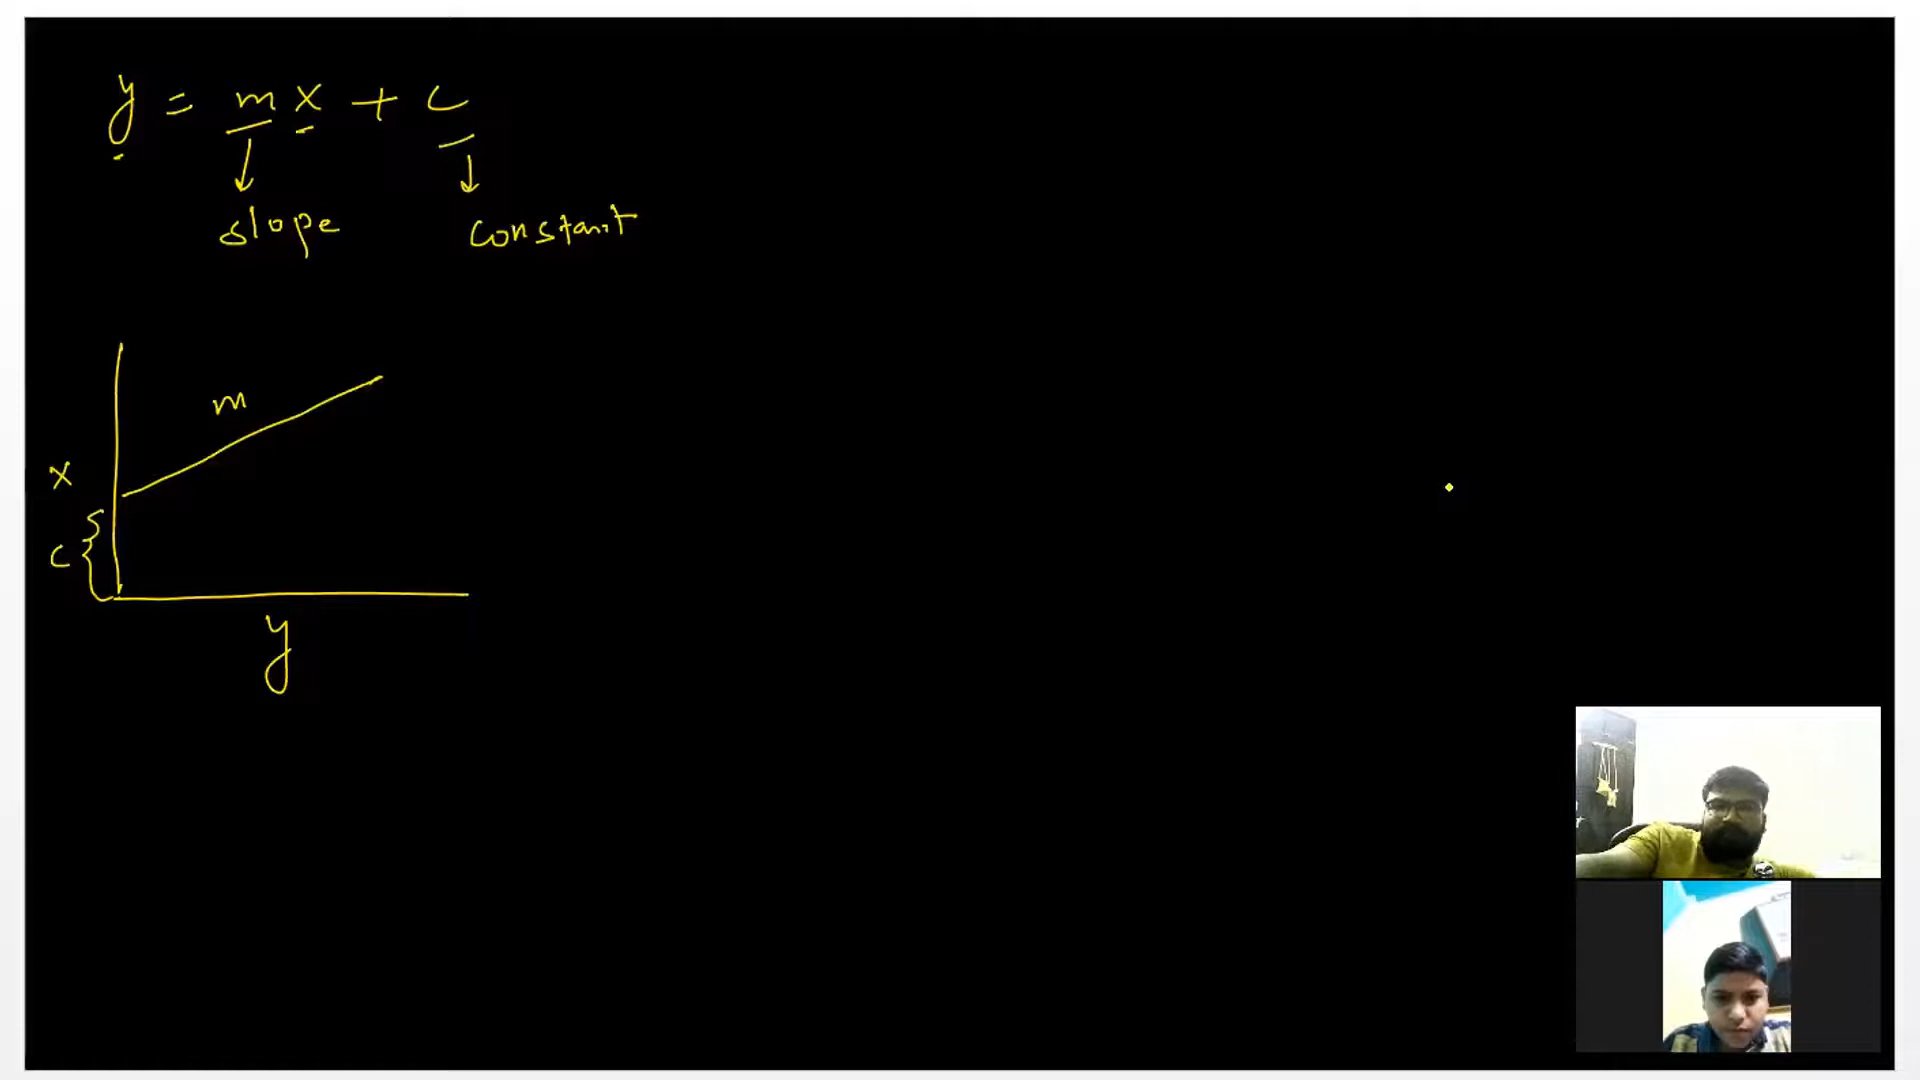 y = mx + c
slope constant
m
x
c
y